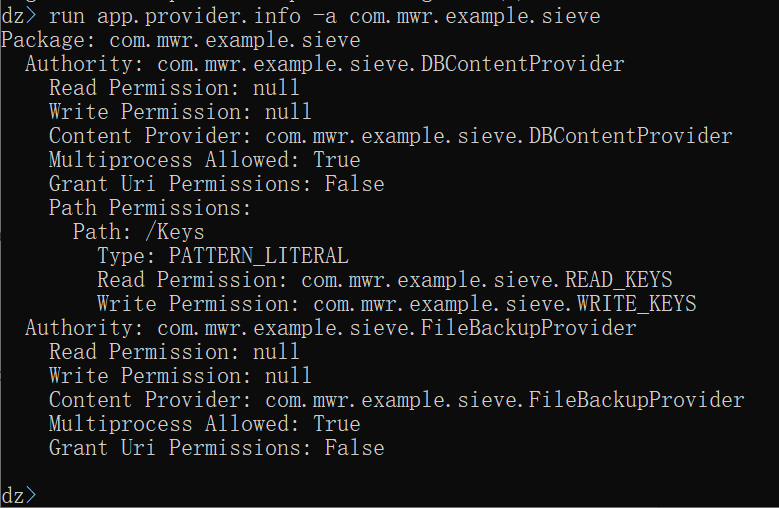 dz> run app.provider.info -a com.mwr.example.sieve
Package: com.mwr.example.sieve
  Authority: com.mwr.example.sieve.DBContentProvider
    Read Permission: null
    Write Permission: null
    Content Provider: com.mwr.example.sieve.DBContentProvider
    Multiprocess Allowed: True
    Grant Uri Permissions: False
    Path Permissions:
      Path: /Keys
        Type: PATTERN_LITERAL
        Read Permission: com.mwr.example.sieve.READ_KEYS
        Write Permission: com.mwr.example.sieve.WRITE_KEYS
  Authority: com.mwr.example.sieve.FileBackupProvider
    Read Permission: null
    Write Permission: null
    Content Provider: com.mwr.example.sieve.FileBackupProvider
    Multiprocess Allowed: True
    Grant Uri Permissions: False
dz>